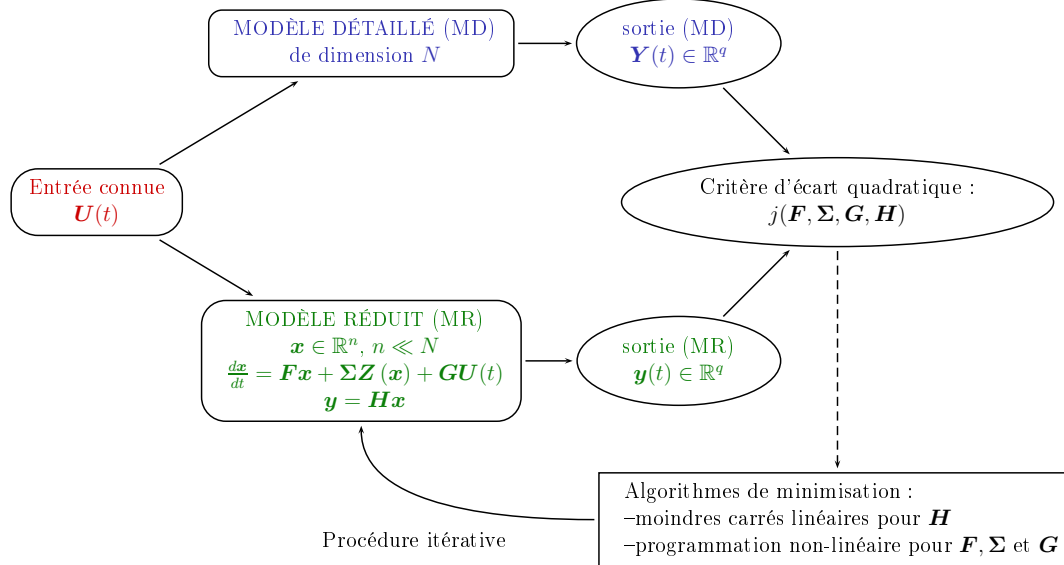 MODÈLE DÉTAILLÉ (MD)
de dimension N
sortie (MD)
Y(t) ∈ ℝ^q
Entrée connue
U(t)
Critère d'écart quadratique :
j(F, Σ, G, H)
MODÈLE RÉDUIT (MR)
x ∈ ℝ^n, n ≪ N
dx/dt = Fx + ΣZ (x) + GU(t)
y = Hx
sortie (MR)
y(t) ∈ ℝ^q
Algorithmes de minimisation :
–moindres carrés linéaires pour H
–programmation non-linéaire pour F, Σ et G
Procédure itérative